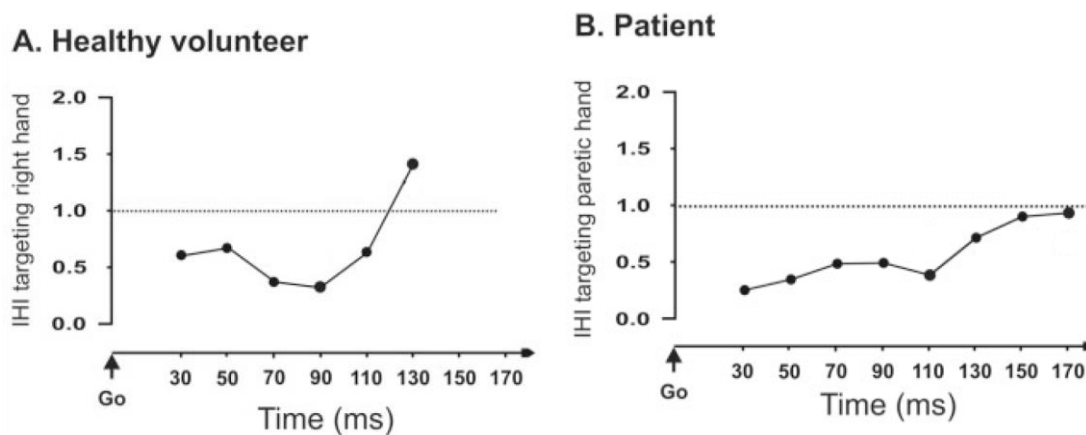 A. Healthy volunteer
IHI targeting right hand
2.0
1.5
1.0
0.5
0.0
30 50 70 90 110 130 150 170
Go
Time (ms)
B. Patient
IHI targeting paretic hand
2.0
1.5
1.0
0.5
0.0
30 50 70 90 110 130 150 170
Go
Time (ms)